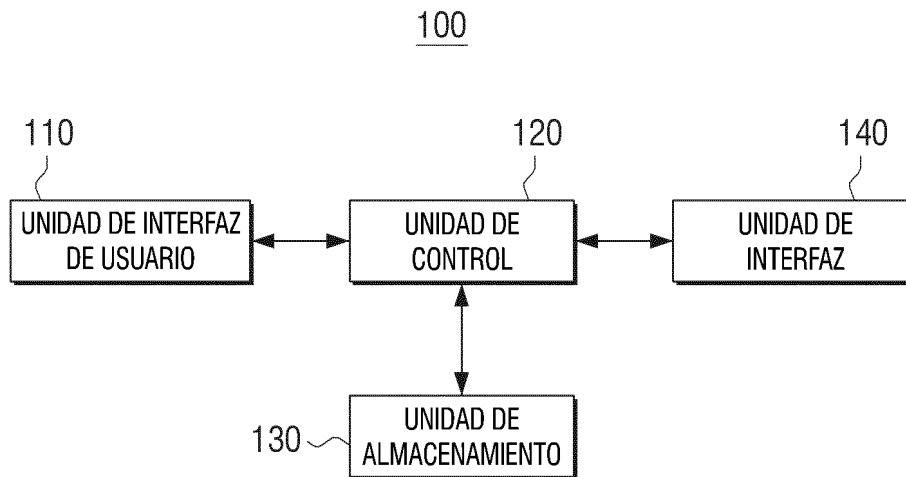 100
110
120
140
UNIDAD DE INTERFAZ
DE USUARIO
UNIDAD DE
CONTROL
UNIDAD DE
INTERFAZ
130
UNIDAD DE
ALMACENAMIENTO